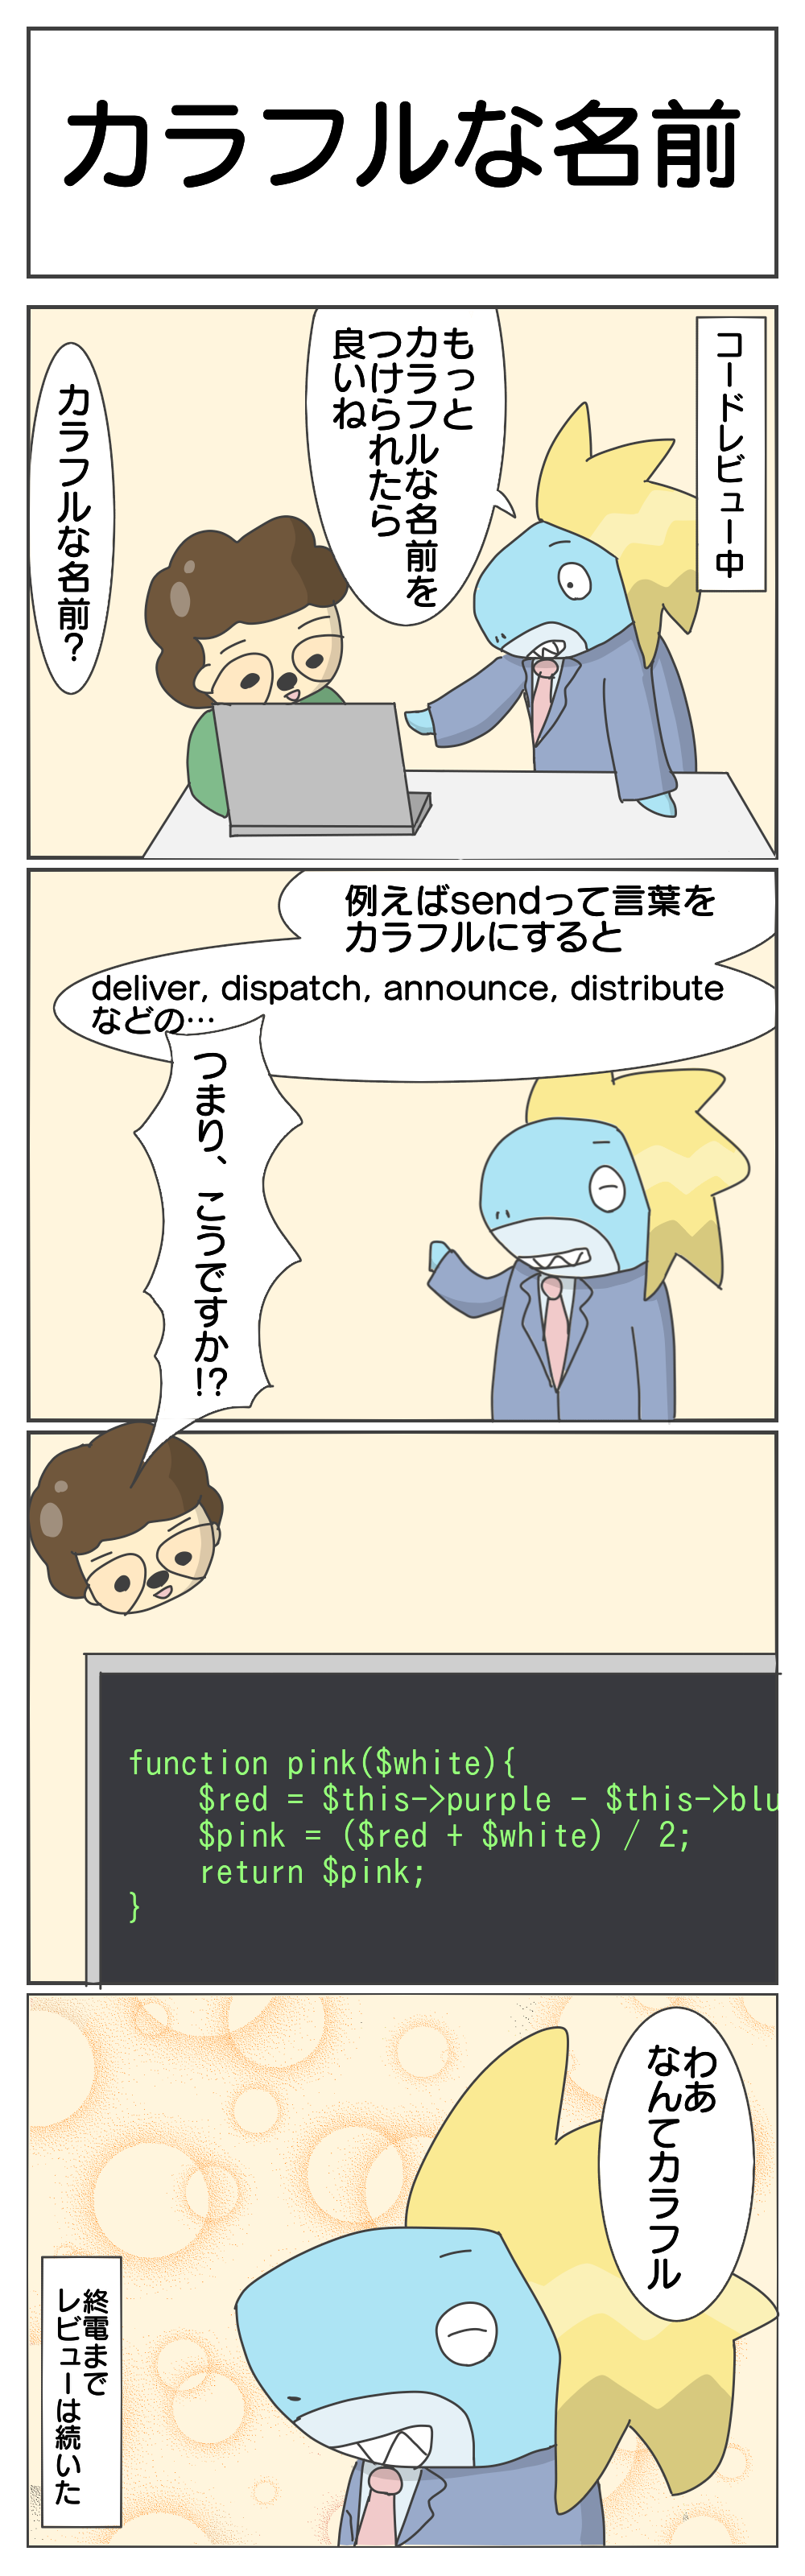 カラフルな名前
コードレビュー中
もっと
カラフルな名前を
つけられたら
良いね
カラフルな名前?
例えばsendって言葉を
カラフルにすると
deliver, dispatch, announce, distribute
などの…
つまり、こうですか!?
function pink($white){
    $red = $this->purple - $this->blu
    $pink = ($red + $white) / 2;
    return $pink;
}
わあ
なんてカラフル
終電まで
レビューは続いた